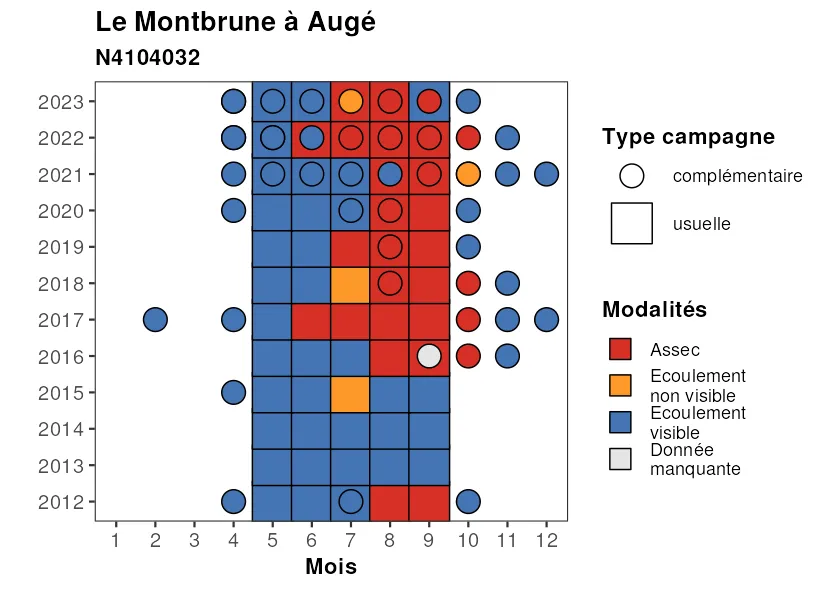 Le Montbrune à Augé
N4104032
2023
2022
2021
2020
2019
2018
2017
2016
2015
2014
2013
2012
1 2 3 4 5 6 7 8 9 10 11 12
Mois
Type campagne
complémentaire
usuelle
Modalités
Assec
Ecoulement
non visible
Ecoulement
visible
Donnée
manquante